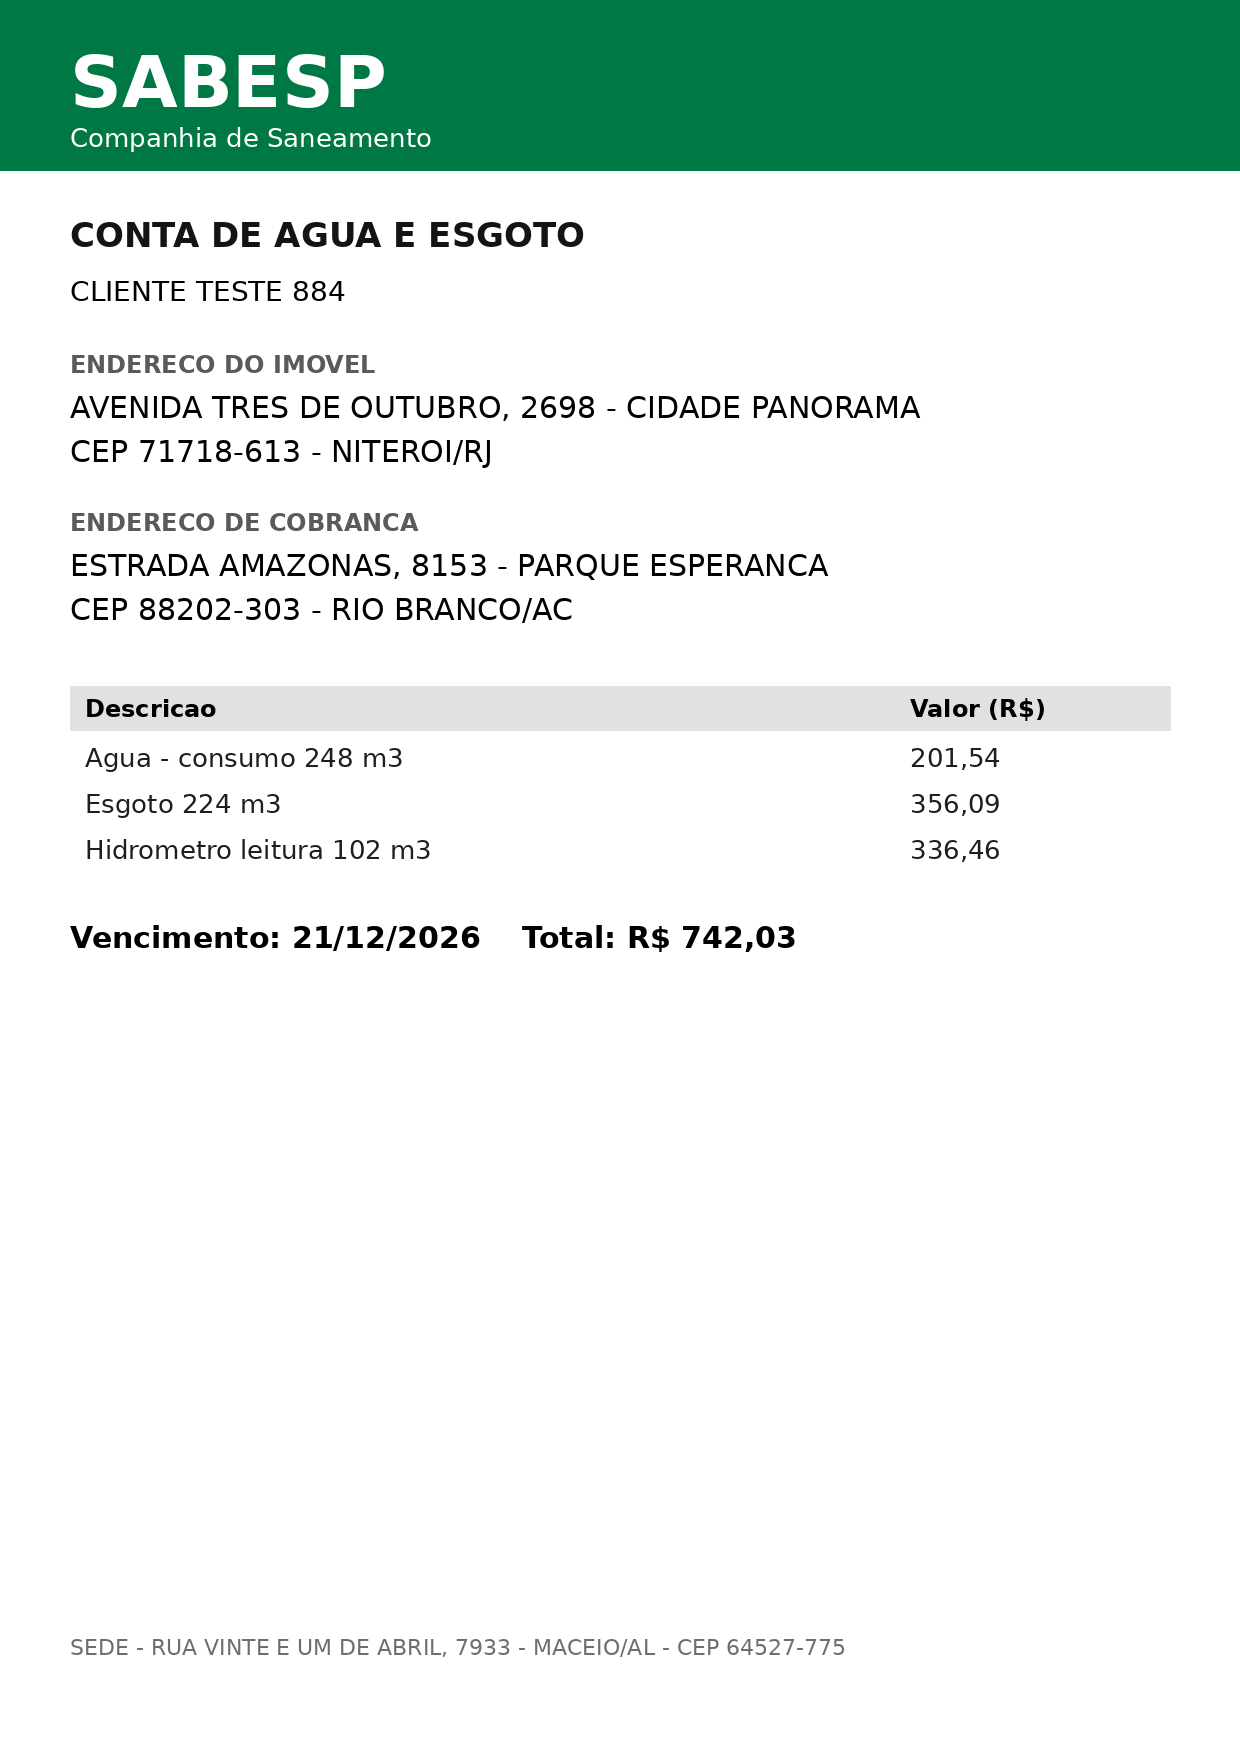 SABESP
Companhia de Saneamento
CONTA DE AGUA E ESGOTO
CLIENTE TESTE 884
ENDERECO DO IMOVEL
AVENIDA TRES DE OUTUBRO, 2698 - CIDADE PANORAMA
CEP 71718-613 - NITEROI/RJ
ENDERECO DE COBRANCA
ESTRADA AMAZONAS, 8153 - PARQUE ESPERANCA
CEP 88202-303 - RIO BRANCO/AC
Descricao Valor (R$)
Agua - consumo 248 m3 201,54
Esgoto 224 m3 356,09
Hidrometro leitura 102 m3 336,46
Vencimento: 21/12/2026 Total: R$ 742,03
SEDE - RUA VINTE E UM DE ABRIL, 7933 - MACEIO/AL - CEP 64527-775